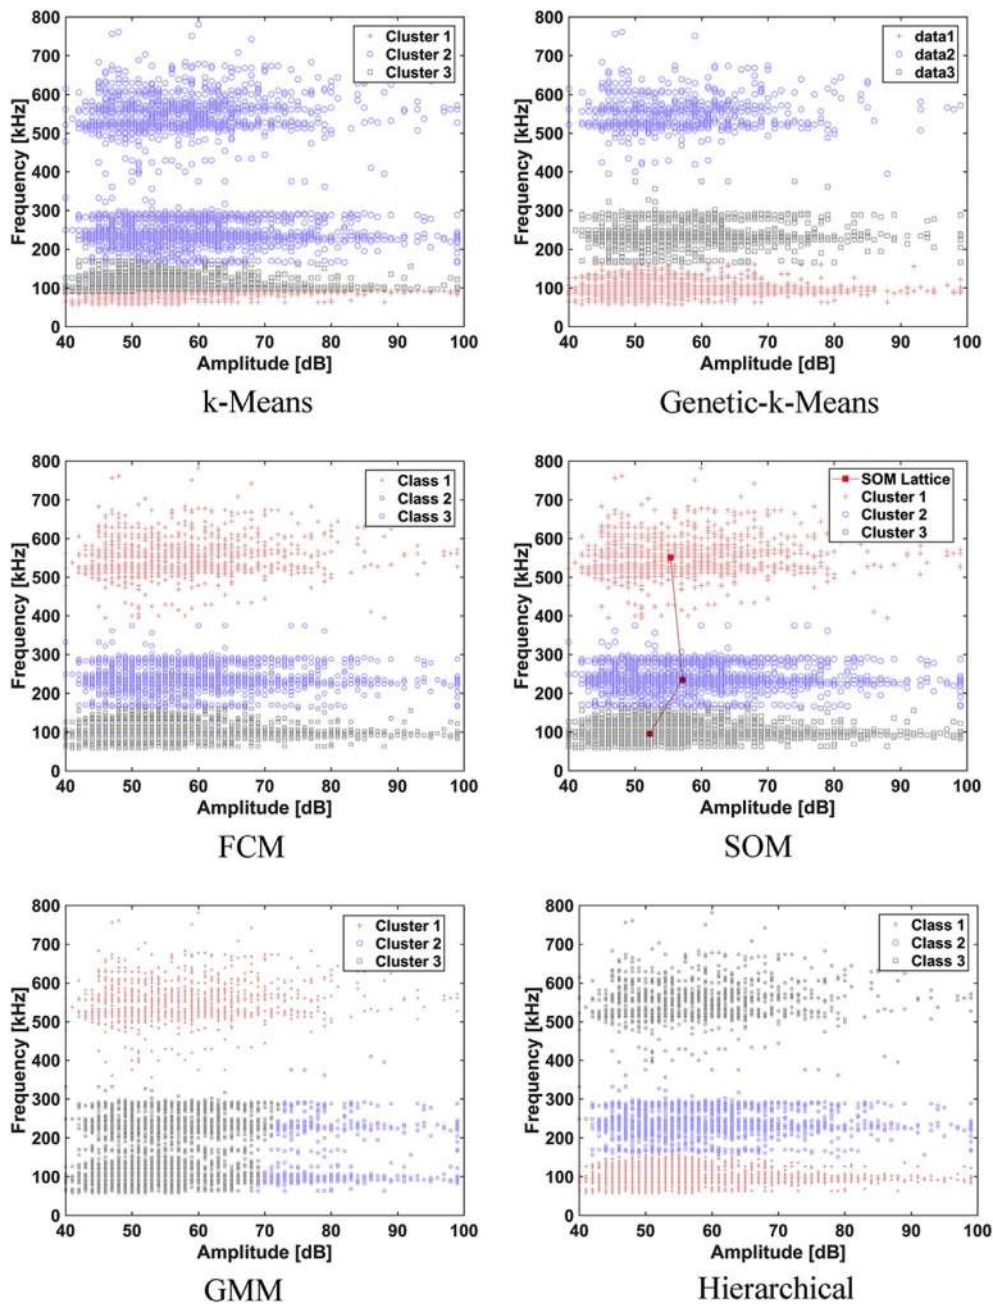 800
700
600
500
400
300
200
100
0
Frequency [kHz]
Cluster 1
Cluster 2
Cluster 3
40 50 60 70 80 90 100
Amplitude [dB]
k-Means
800
700
600
500
400
300
200
100
0
Frequency [kHz]
data1
data2
data3
40 50 60 70 80 90 100
Amplitude [dB]
Genetic-k-Means
800
700
600
500
400
300
200
100
0
Frequency [kHz]
Class 1
Class 2
Class 3
40 50 60 70 80 90 100
Amplitude [dB]
FCM
800
700
600
500
400
300
200
100
0
Frequency [kHz]
SOM Lattice
Cluster 1
Cluster 2
Cluster 3
40 50 60 70 80 90 100
Amplitude [dB]
SOM
800
700
600
500
400
300
200
100
0
Frequency [kHz]
Cluster 1
Cluster 2
Cluster 3
40 50 60 70 80 90 100
Amplitude [dB]
GMM
800
700
600
500
400
300
200
100
0
Frequency [kHz]
Class 1
Class 2
Class 3
40 50 60 70 80 90 100
Amplitude [dB]
Hierarchical